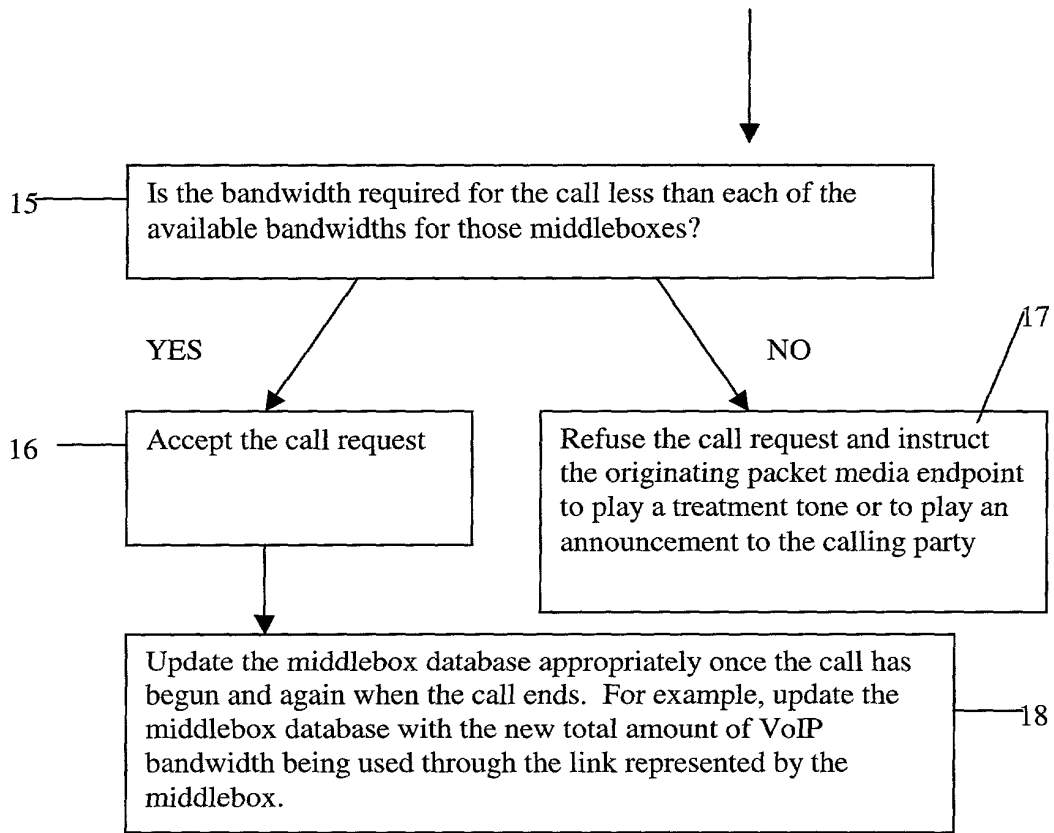 15
Is the bandwidth required for the call less than each of the
available bandwidths for those middleboxes?
YES
NO
17
16
Accept the call request
Refuse the call request and instruct
the originating packet media endpoint
to play a treatment tone or to play an
announcement to the calling party
Update the middlebox database appropriately once the call has
begun and again when the call ends. For example, update the
middlebox database with the new total amount of VoIP
bandwidth being used through the link represented by the
middlebox.
18